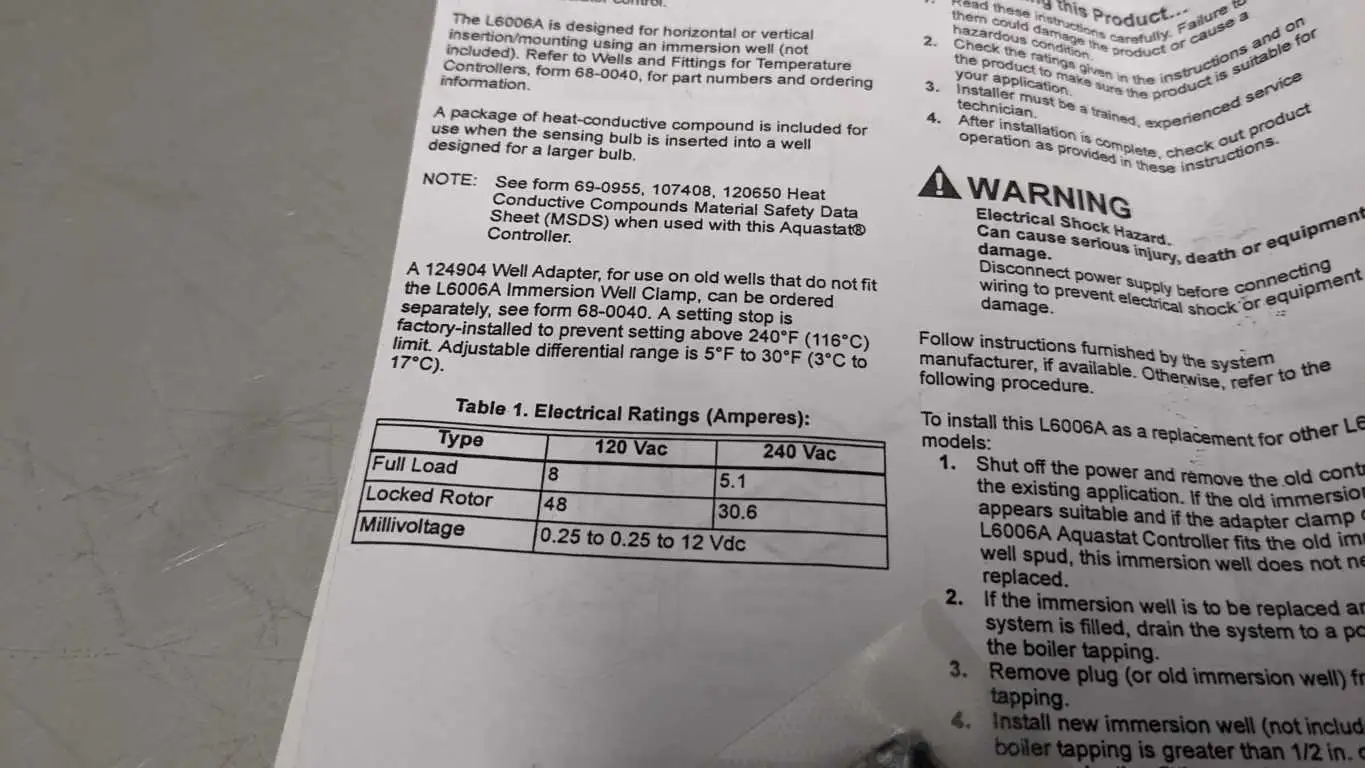 control.
The L6006A is designed for horizontal or vertical
insertion/mounting using an immersion well (not
included). Refer to Wells and Fittings for Temperature
Controllers, form 68-0040, for part numbers and ordering
information.
A package of heat-conductive compound is included for
use when the sensing bulb is inserted into a well
designed for a larger bulb.
NOTE: See form 69-0955, 107408, 120650 Heat
Conductive Compounds Material Safety Data
Sheet (MSDS) when used with this Aquastat®
Controller.
A 124904 Well Adapter, for use on old wells that do not fit
the L6006A Immersion Well Clamp, can be ordered
separately, see form 68-0040. A setting stop is
factory-installed to prevent setting above 240°F (116°C)
limit. Adjustable differential range is 5°F to 30°F (3°C to
17°C).
Table 1. Electrical Ratings (Amperes):
Type 120 Vac 240 Vac
Full Load 8 5.1
Locked Rotor 48 30.6
Millivoltage 0.25 to 0.25 to 12 Vdc
this Product...
Read these instructions carefully. Failure to
them could damage the product or cause a
hazardous condition.
2. Check the ratings given in the instructions and on
the product to make sure the product is suitable for
your application.
3. Installer must be a trained, experienced service
technician.
4. After installation is complete, check out product
operation as provided in these instructions.
WARNING
Electrical Shock Hazard.
Can cause serious injury, death or equipment
damage.
Disconnect power supply before connecting
wiring to prevent electrical shock or equipment
damage.
Follow instructions furnished by the system
manufacturer, if available. Otherwise, refer to the
following procedure.
To install this L6006A as a replacement for other L6
models:
1. Shut off the power and remove the old cont
the existing application. If the old immersio
appears suitable and if the adapter clamp
L6006A Aquastat Controller fits the old im
well spud, this immersion well does not ne
replaced.
2. If the immersion well is to be replaced an
system is filled, drain the system to a po
the boiler tapping.
3. Remove plug (or old immersion well) fr
tapping.
4. Install new immersion well (not includ
boiler tapping is greater than 1/2 in.